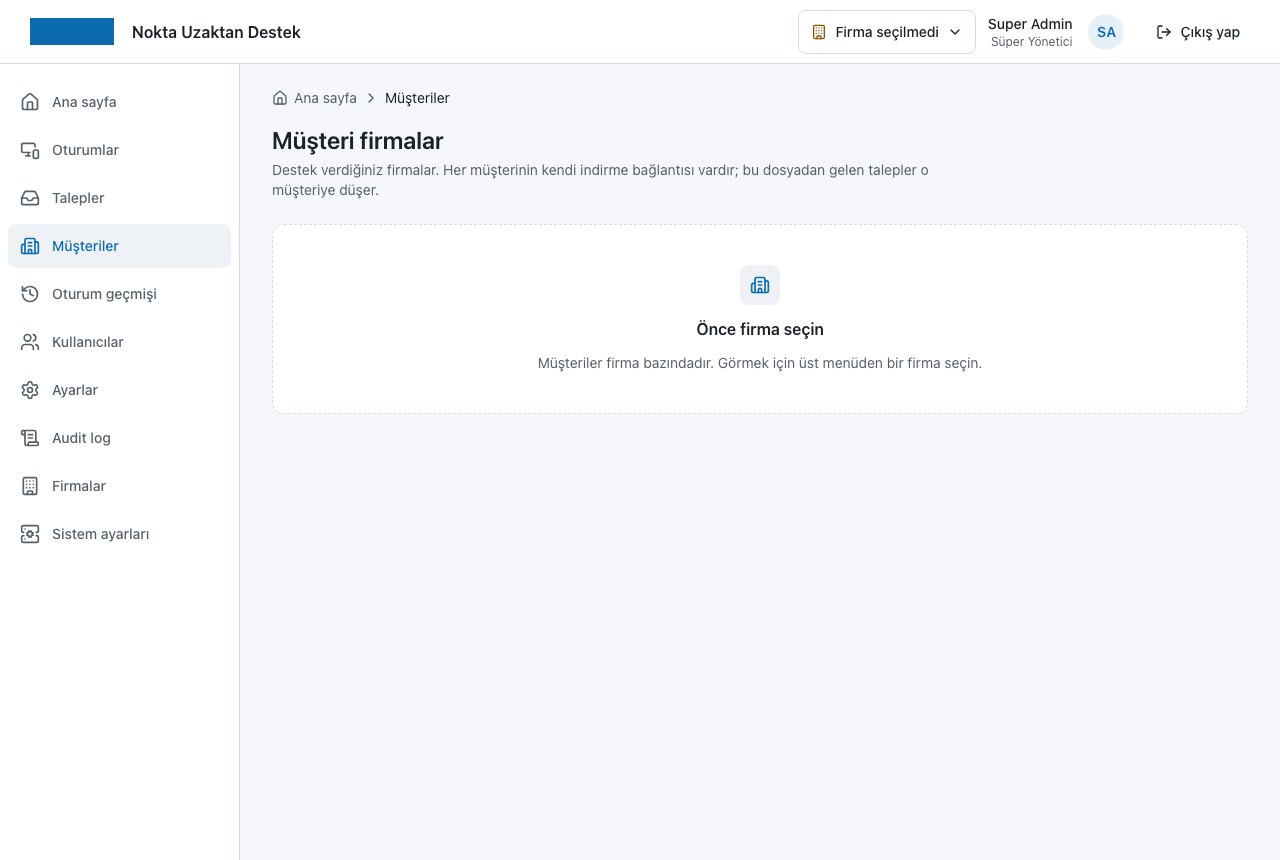 Nokta Uzaktan Destek
Firma seçilmedi
Super Admin
Süper Yönetici
SA
Çıkış yap
Ana sayfa
Oturumlar
Talepler
Müşteriler
Oturum geçmişi
Kullanıcılar
Ayarlar
Audit log
Firmalar
Sistem ayarları
Ana sayfa > Müşteriler
Müşteri firmalar
Destek verdiğiniz firmalar. Her müşterinin kendi indirme bağlantısı vardır; bu dosyadan gelen talepler o
müşteriye düşer.
Önce firma seçin
Müşteriler firma bazındadır. Görmek için üst menüden bir firma seçin.